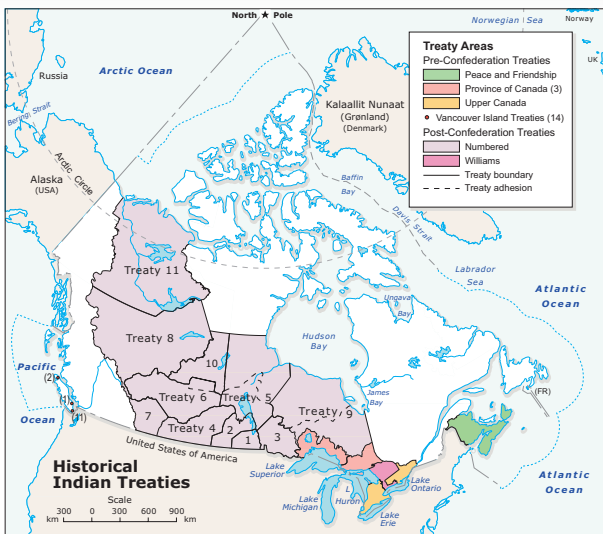 North Pole
Norwegian Sea
Norway
UK
Russia
Arctic Ocean
Bering Strait
Arctic Circle
Alaska
(USA)
Kalaallit Nunaat
(Grønland)
(Denmark)
Baffin
Bay
Davis Strait
Labrador
Sea
Atlantic
Ocean
Treaty Areas
Pre-Confederation Treaties
Peace and Friendship
Province of Canada (3)
Upper Canada
Vancouver Island Treaties (14)
Post-Confederation Treaties
Numbered
Williams
Treaty boundary
Treaty adhesion
Treaty 11
Treaty 8
10
Treaty 6
Treaty 5
Treaty 9
7
Treaty 4
2
1
3
Ungava
Bay
Hudson
Bay
James
Bay
Pacific
Ocean
(2)
(1)
(11)
(FR)
United States of America
Lake
Superior
Lake
Michigan
L
Huron
Lake
Ontario
Lake
Erie
Atlantic
Ocean
Historical
Indian Treaties
Scale
300 0 300 600 900
km km